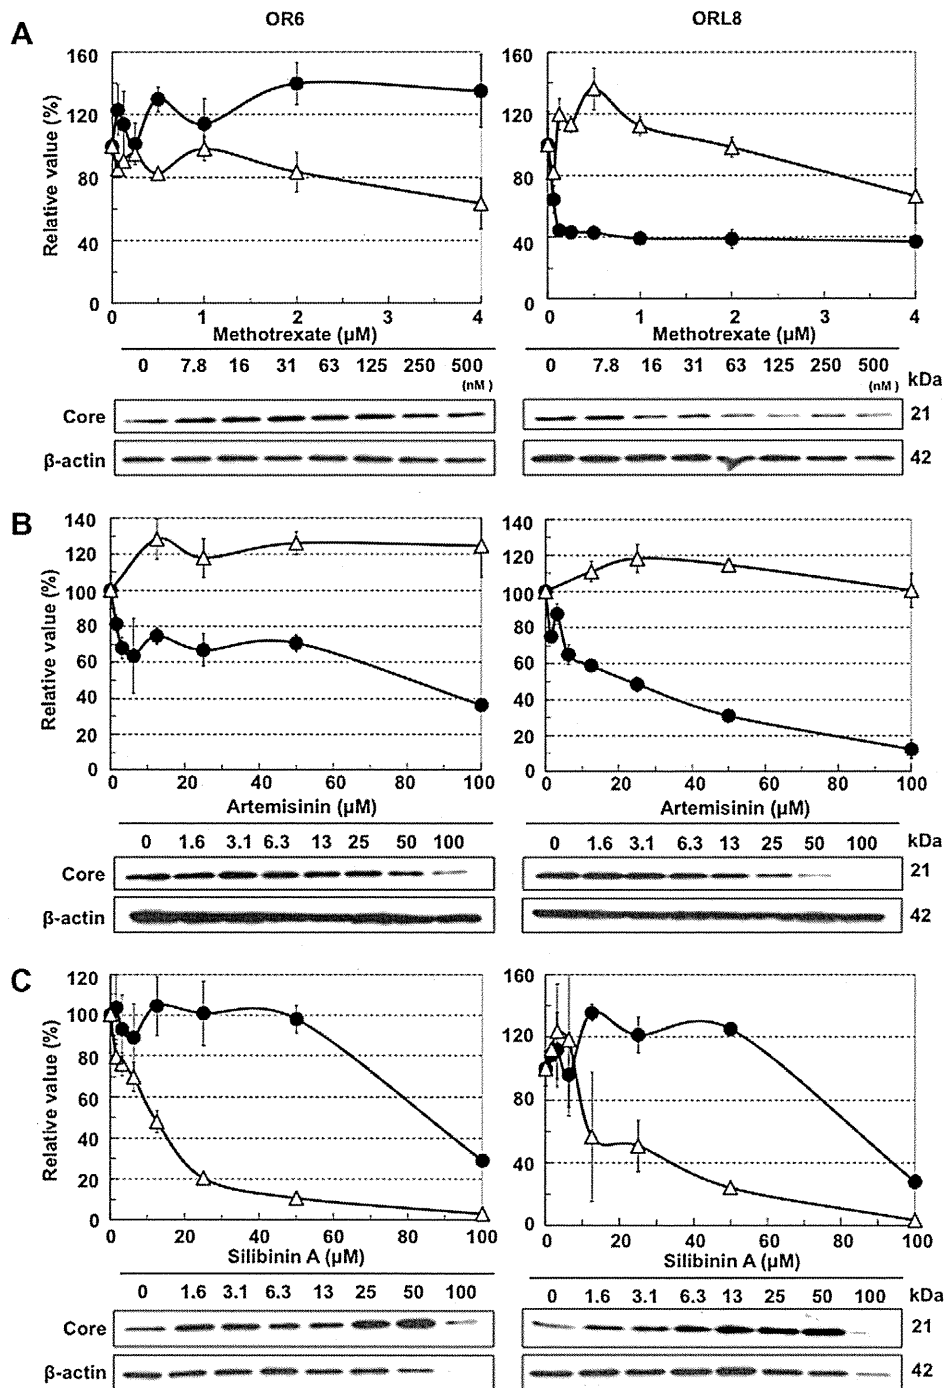 OR6 ORL8
A
160 160
120 120
80 80
40 40
0 0
Relative value (%)
0 1 2 3 4 0 1 2 3 4
Methotrexate (µM) Methotrexate (µM)
0 7.8 16 31 63 125 250 500 0 7.8 16 31 63 125 250 500 kDa
(nM) (nM)
Core 21
β-actin 42
B
140 140
120 120
100 100
80 80
60 60
40 40
20 20
0 0
Relative value (%)
0 20 40 60 80 100 0 20 40 60 80 100
Artemisinin (µM) Artemisinin (µM)
0 1.6 3.1 6.3 13 25 50 100 0 1.6 3.1 6.3 13 25 50 100 kDa
Core 21
β-actin 42
C
120 160
100 120
80 80
60 40
40 0
20
0
Relative value (%)
0 20 40 60 80 100 0 20 40 60 80 100
Silibinin A (µM) Silibinin A (µM)
0 1.6 3.1 6.3 13 25 50 100 0 1.6 3.1 6.3 13 25 50 100 kDa
Core 21
β-actin 42